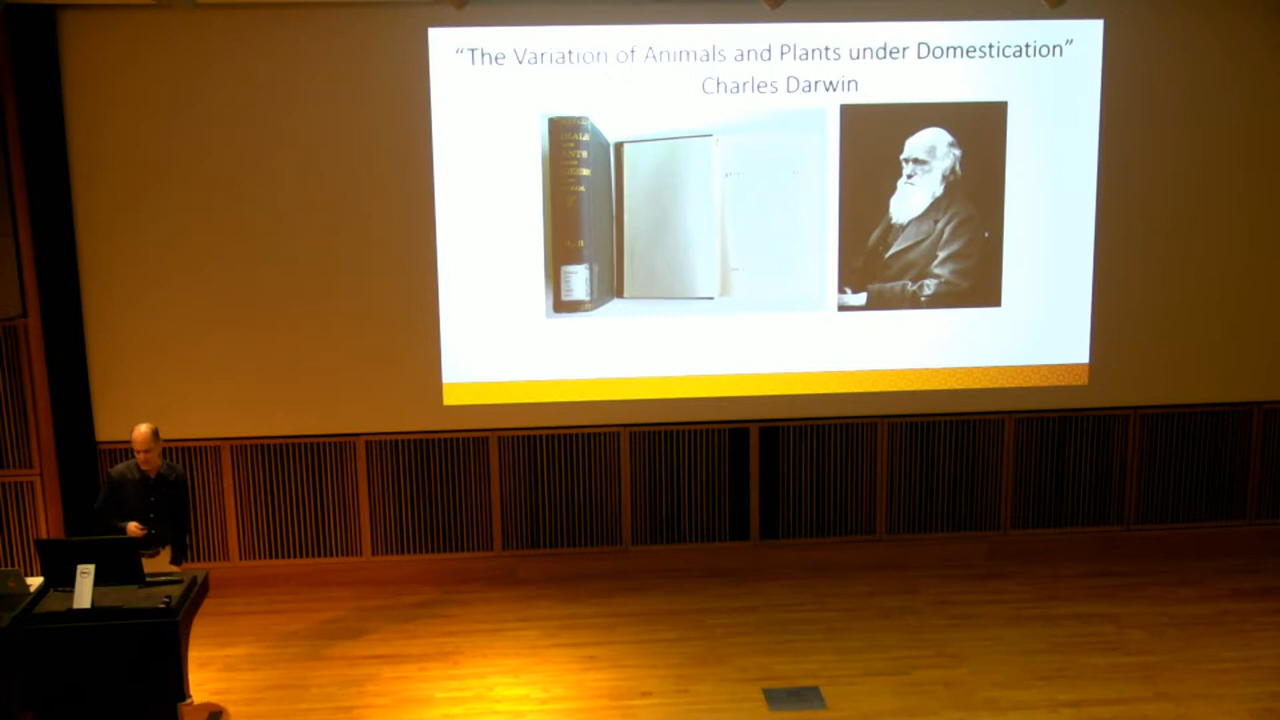 “The Variation of Animals and Plants under Domestication”
Charles Darwin